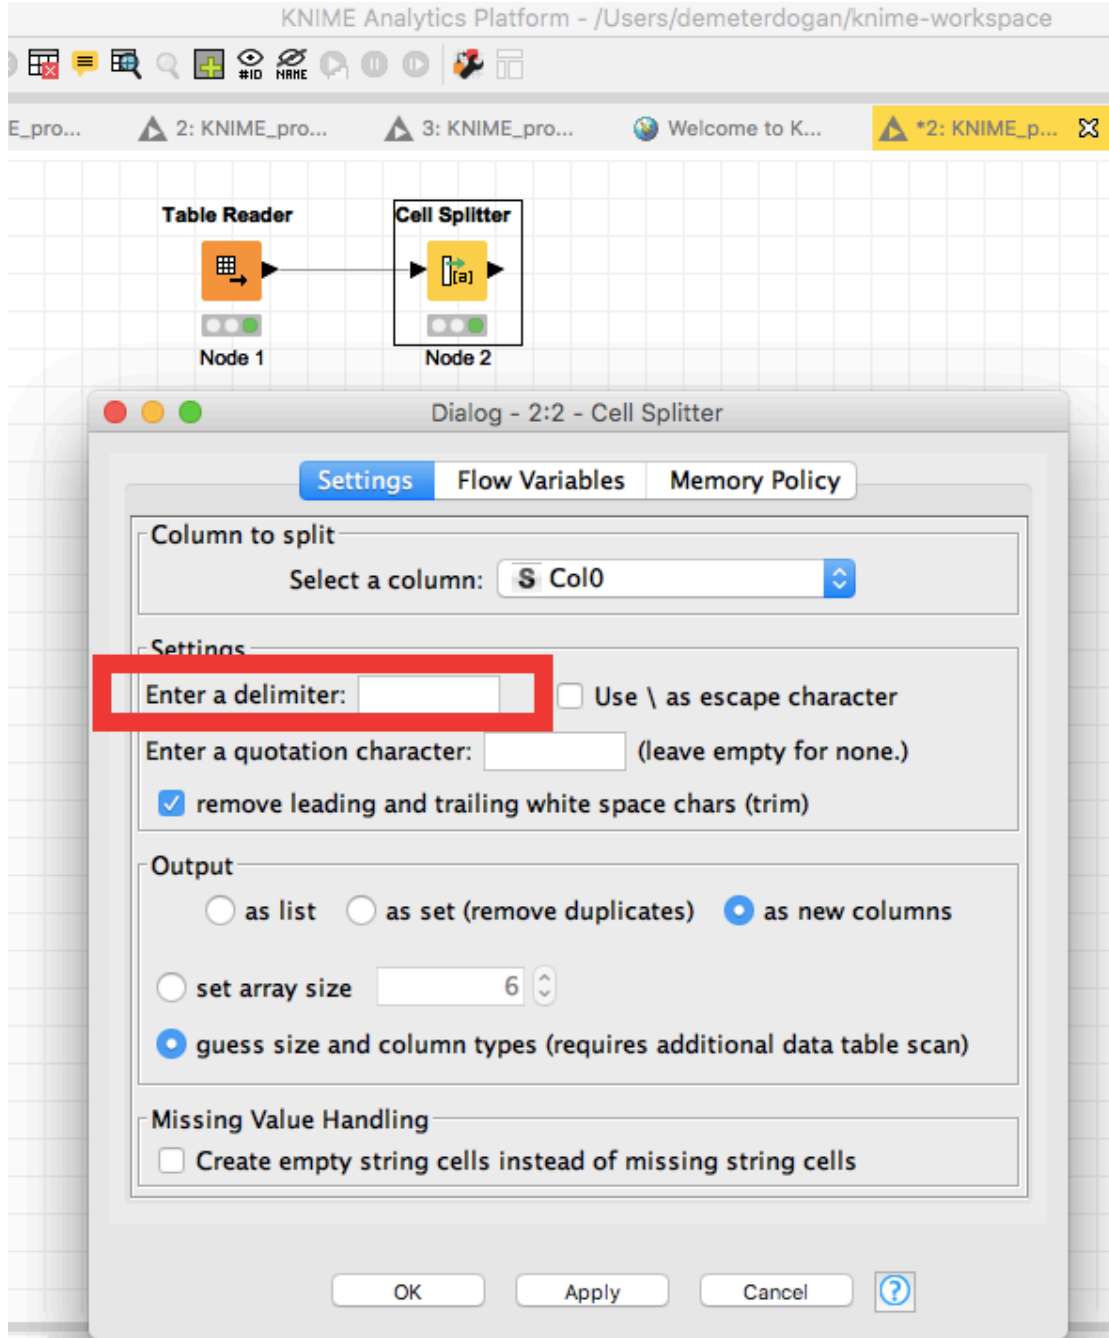 KNIME Analytics Platform - /Users/demeterdogan/knime-workspace
#ID NAME
E_pro... 2: KNIME_pro... 3: KNIME_pro... Welcome to K... *2: KNIME_p...
Table Reader Cell Splitter
[a]
Node 1 Node 2
Dialog - 2:2 - Cell Splitter
Settings Flow Variables Memory Policy
Column to split
Select a column: S Col0
Settings
Enter a delimiter: Use \ as escape character
Enter a quotation character: (leave empty for none.)
remove leading and trailing white space chars (trim)
Output
as list as set (remove duplicates) as new columns
set array size 6
guess size and column types (requires additional data table scan)
Missing Value Handling
Create empty string cells instead of missing string cells
OK Apply Cancel ?